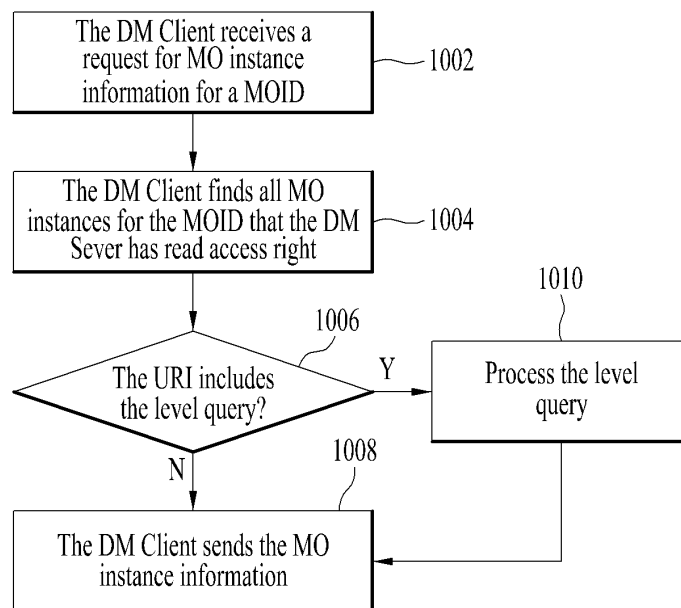 The DM Client receives a
request for MO instance
information for a MOID
1002
The DM Client finds all MO
instances for the MOID that the DM
Sever has read access right
1004
1006
The URI includes
the level query?
Y
N
1010
Process the level
query
1008
The DM Client sends the MO
instance information